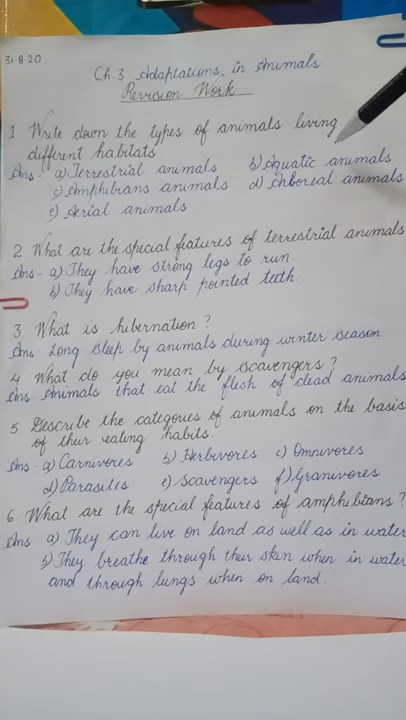 31-8-20
Ch.3 Adaptations in Animals
Revision Work
1 Write down the types of animals living
different habitats.
Ans- a) Terrestrial animals b) Aquatic animals
c) Amphibians animals d) Arboreal animals
e) Aerial animals
2 What are the special features of terrestrial animals
Ans- a) They have strong legs to run.
b) They have sharp pointed teeth.
3. What is hibernation?
Ans- Long sleep by animals during winter season
4 What do you mean by scavengers?
Ans- Animals that eat the flesh of dead animals
5 Describe the categories of animals on the basis
of their eating habits.
Ans- a) Carnivores b) Herbivores c) Omnivores
d) Parasites e) Scavengers f) Granivores
6 What are the special features of amphibians?
Ans a) They can live on land as well as in water
b) They breathe through their skin when in water
and through lungs when on land.